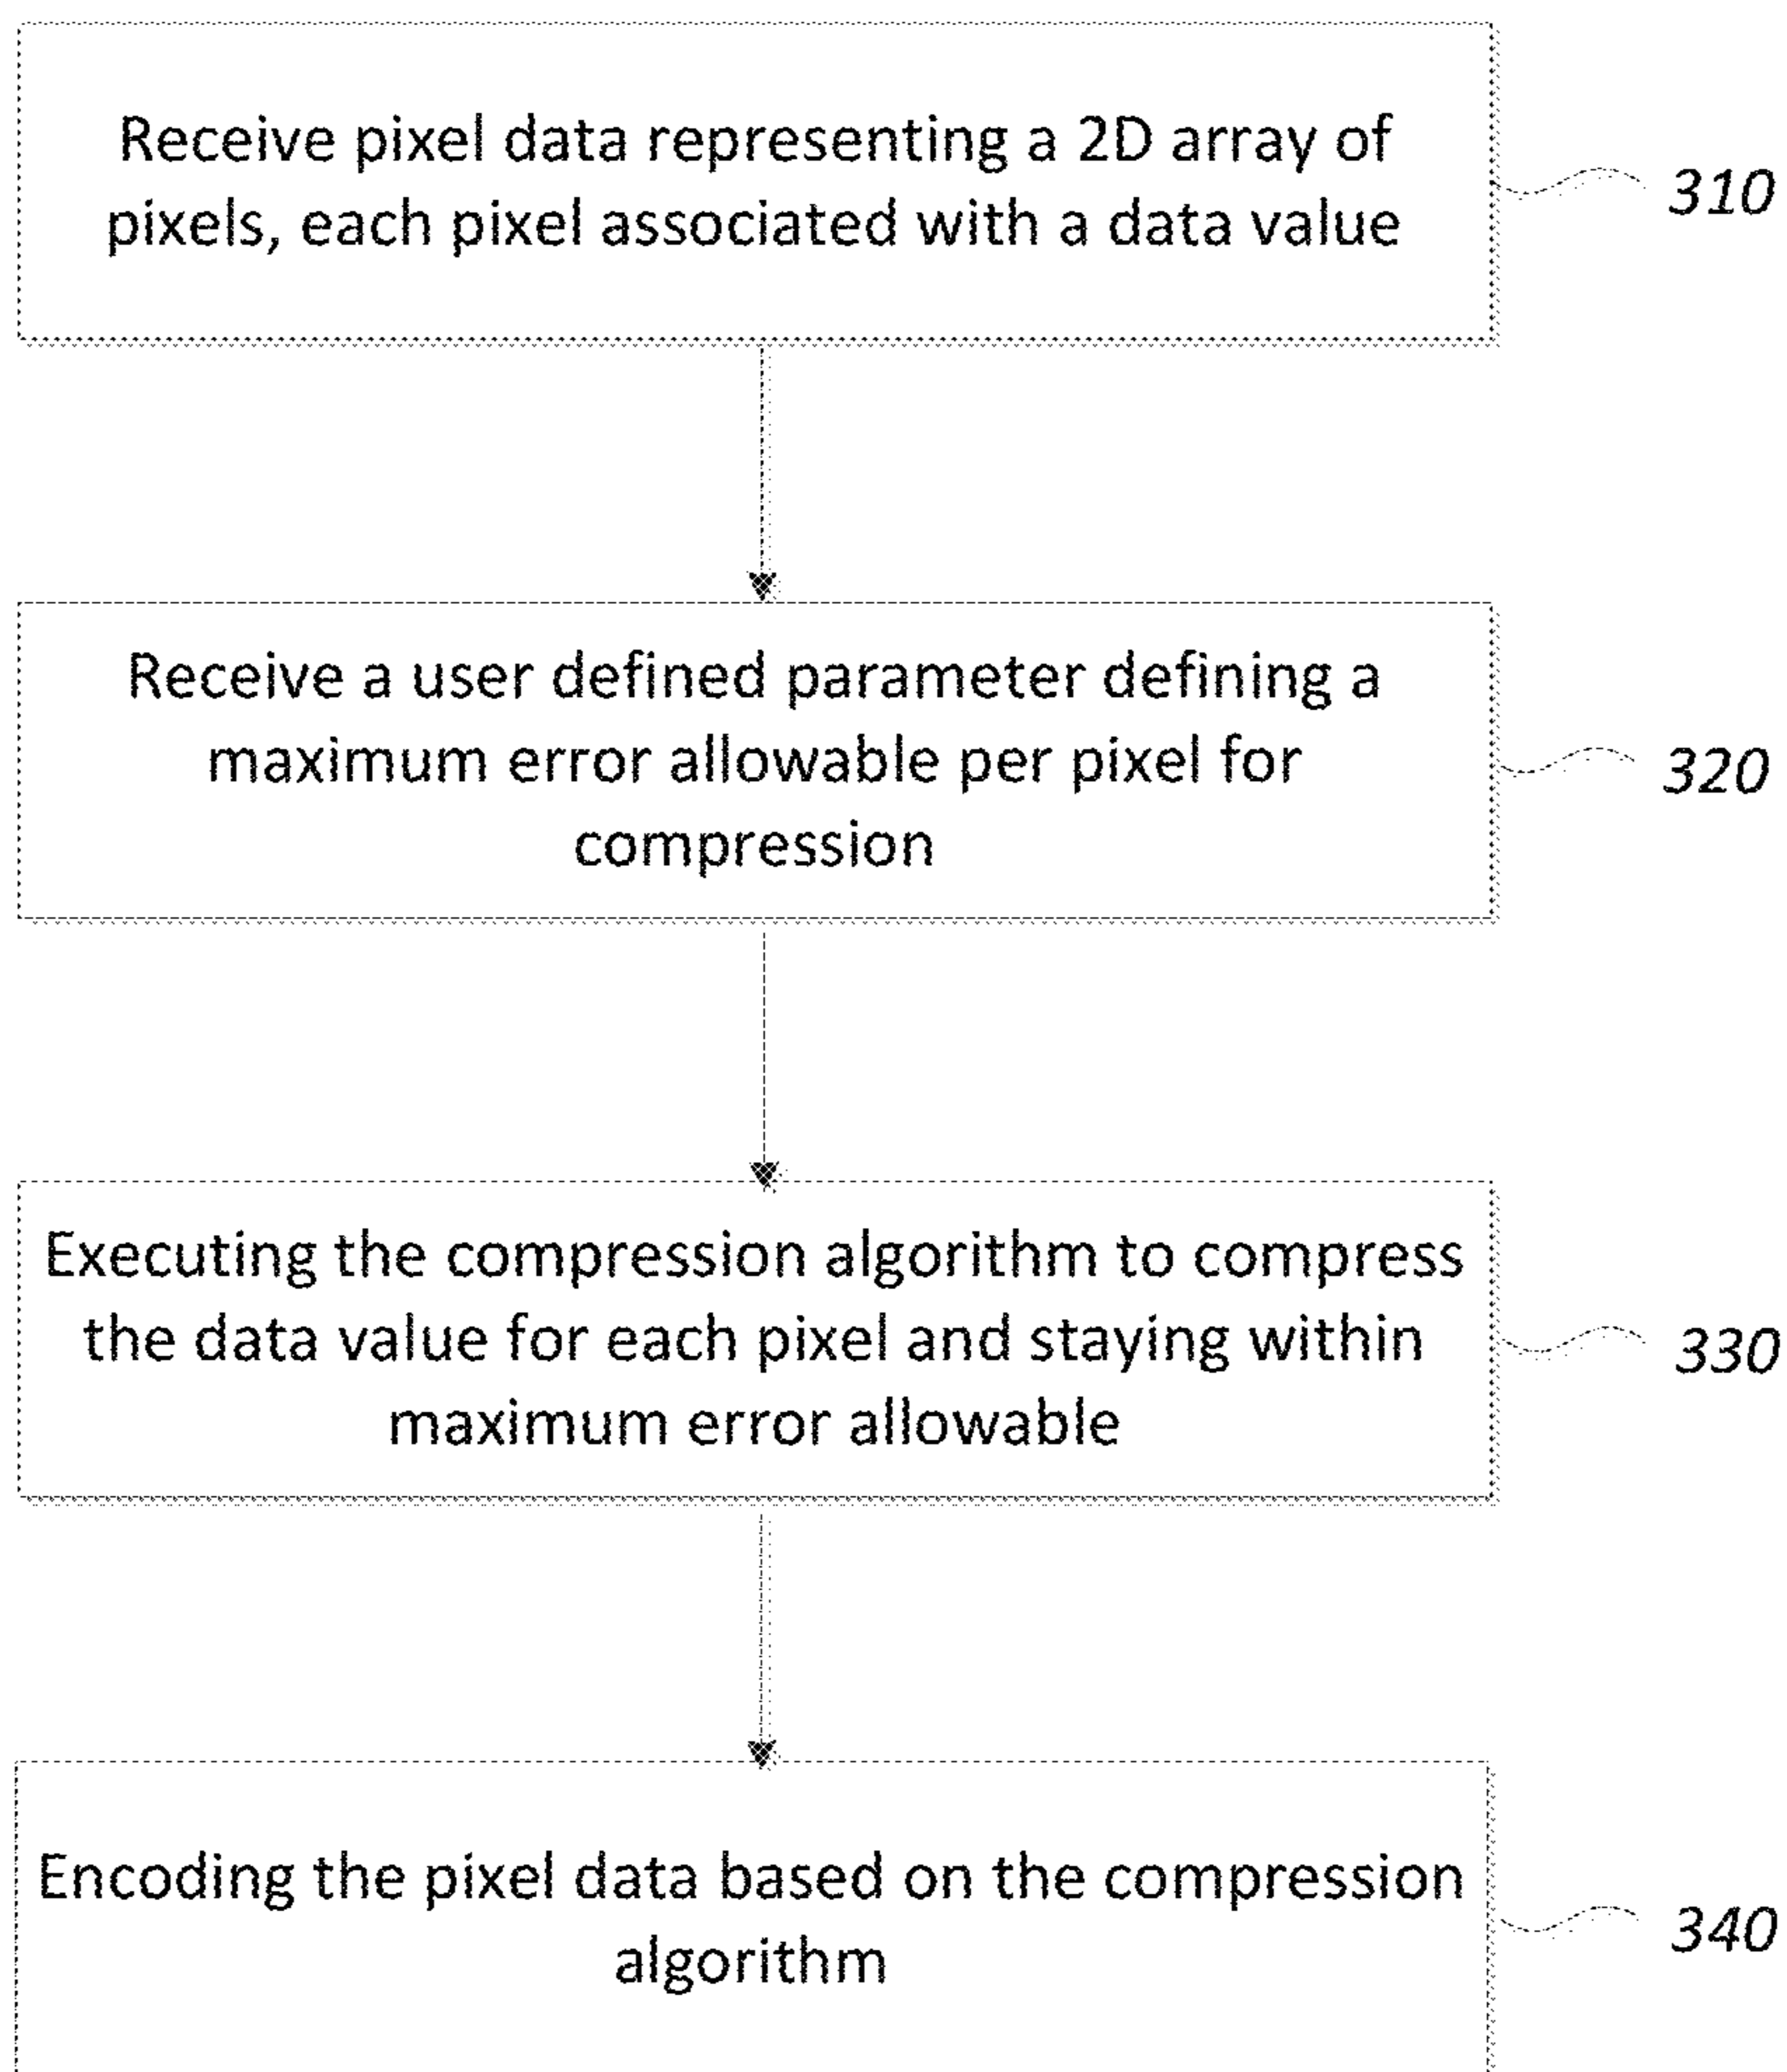 Receive pixel data representing a 2D array of
pixels, each pixel associated with a data value
310
Receive a user defined parameter defining a
maximum error allowable per pixel for
compression
320
Executing the compression algorithm to compress
the data value for each pixel and staying within
maximum error allowable
330
Encoding the pixel data based on the compression
algorithm
340